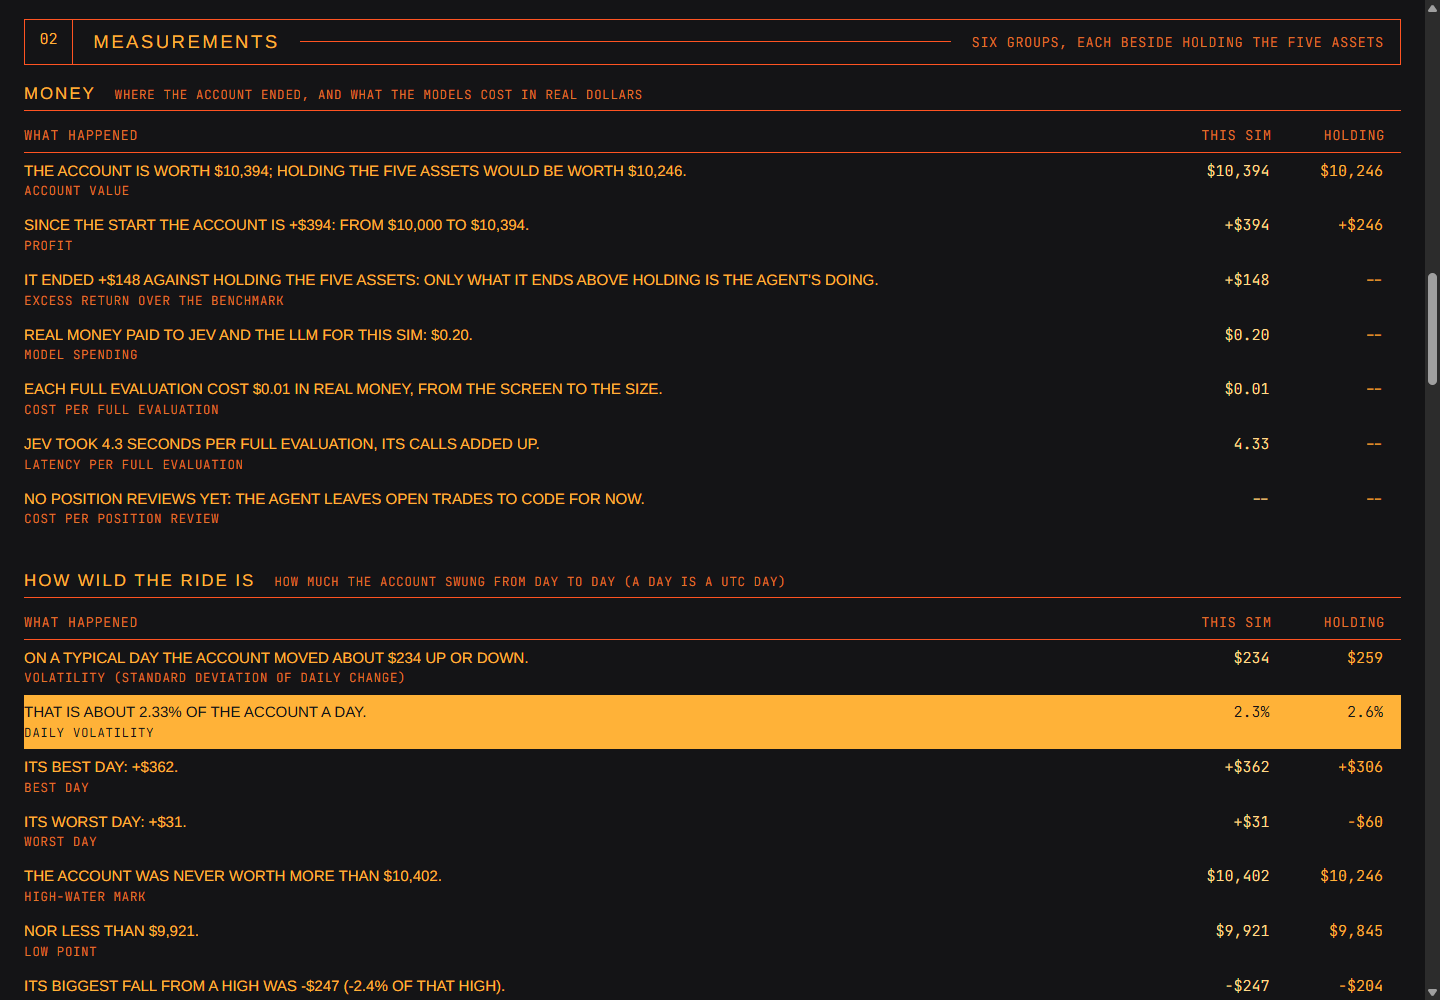 02 MEASUREMENTS SIX GROUPS, EACH BESIDE HOLDING THE FIVE ASSETS
MONEY WHERE THE ACCOUNT ENDED, AND WHAT THE MODELS COST IN REAL DOLLARS
WHAT HAPPENED THIS SIM HOLDING
THE ACCOUNT IS WORTH $10,394; HOLDING THE FIVE ASSETS WOULD BE WORTH $10,246. $10,394 $10,246
ACCOUNT VALUE
SINCE THE START THE ACCOUNT IS +$394: FROM $10,000 TO $10,394. +$394 +$246
PROFIT
IT ENDED +$148 AGAINST HOLDING THE FIVE ASSETS: ONLY WHAT IT ENDS ABOVE HOLDING IS THE AGENT'S DOING. +$148 --
EXCESS RETURN OVER THE BENCHMARK
REAL MONEY PAID TO JEV AND THE LLM FOR THIS SIM: $0.20. $0.20 --
MODEL SPENDING
EACH FULL EVALUATION COST $0.01 IN REAL MONEY, FROM THE SCREEN TO THE SIZE. $0.01 --
COST PER FULL EVALUATION
JEV TOOK 4.3 SECONDS PER FULL EVALUATION, ITS CALLS ADDED UP. 4.33 --
LATENCY PER FULL EVALUATION
NO POSITION REVIEWS YET: THE AGENT LEAVES OPEN TRADES TO CODE FOR NOW. -- --
COST PER POSITION REVIEW
HOW WILD THE RIDE IS HOW MUCH THE ACCOUNT SWUNG FROM DAY TO DAY (A DAY IS A UTC DAY)
WHAT HAPPENED THIS SIM HOLDING
ON A TYPICAL DAY THE ACCOUNT MOVED ABOUT $234 UP OR DOWN. $234 $259
VOLATILITY (STANDARD DEVIATION OF DAILY CHANGE)
THAT IS ABOUT 2.33% OF THE ACCOUNT A DAY. 2.3% 2.6%
DAILY VOLATILITY
ITS BEST DAY: +$362. +$362 +$306
BEST DAY
ITS WORST DAY: +$31. +$31 -$60
WORST DAY
THE ACCOUNT WAS NEVER WORTH MORE THAN $10,402. $10,402 $10,246
HIGH-WATER MARK
NOR LESS THAN $9,921. $9,921 $9,845
LOW POINT
ITS BIGGEST FALL FROM A HIGH WAS -$247 (-2.4% OF THAT HIGH). -$247 -$204